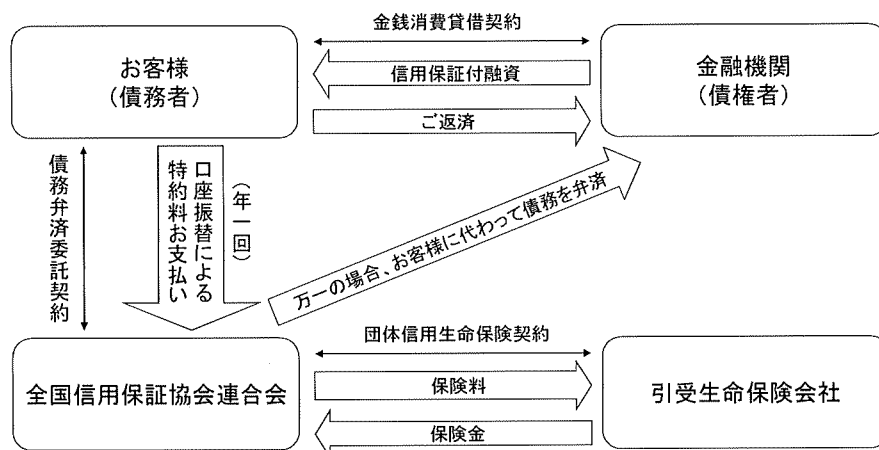 金銭消費貸借契約
お客様
(債務者)
信用保証付融資
金融機関
(債権者)
ご返済
債務弁済委託契約
口座振替による
特約料お支払い
(年一回)
万一の場合、お客様に代わって債務を弁済
団体信用生命保険契約
全国信用保証協会連合会
保険料
引受生命保険会社
保険金